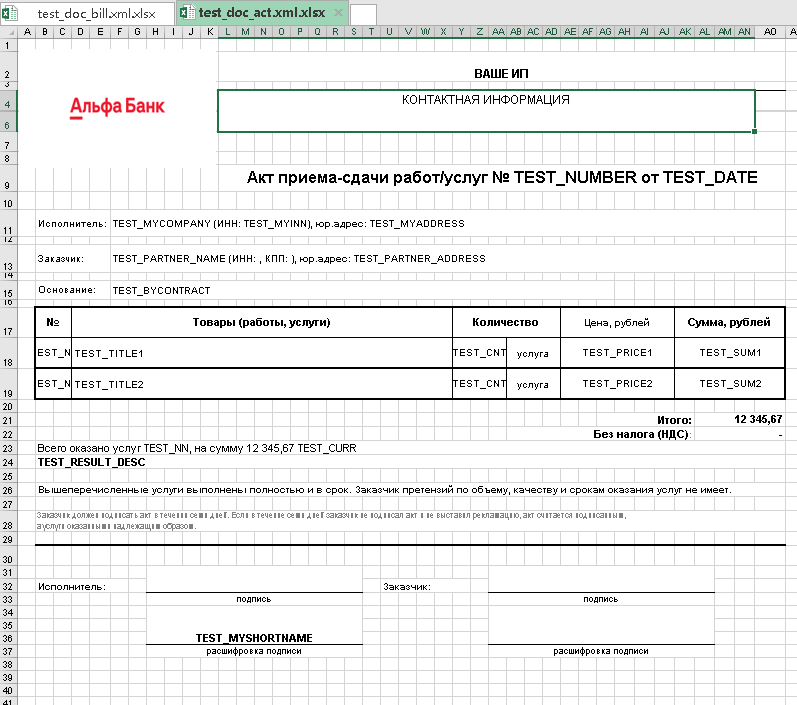 test_doc_bill.xml.xlsx
test_doc_act.xml.xlsx ×
A B C D E F G H I J K L M N O P Q R S T U V W X Y Z AA AB AC AD AE AF AG AH AI AJ AK AL AM AN AO
1
2 ВАШЕ ИП
3
4 КОНТАКТНАЯ ИНФОРМАЦИЯ
Альфа Банк
6
7
8
9 Акт приема-сдачи работ/услуг № TEST_NUMBER от TEST_DATE
10
11 Исполнитель: TEST_MYCOMPANY (ИНН: TEST_MYINN), юр.адрес: TEST_MYADDRESS
12
13 Заказчик: TEST_PARTNER_NAME (ИНН: , КПП: ), юр.адрес: TEST_PARTNER_ADDRESS
14
15 Основание: TEST_BYCONTRACT
16
17 № Товары (работы, услуги) Количество Цена, рублей Сумма, рублей
18 EST_N TEST_TITLE1 TEST_CNT услуга TEST_PRICE1 TEST_SUM1
19 EST_N TEST_TITLE2 TEST_CNT услуга TEST_PRICE2 TEST_SUM2
20
21 Итого: 12 345,67
22 Без налога (НДС): -
23 Всего оказано услуг TEST_NN, на сумму 12 345,67 TEST_CURR
24 TEST_RESULT_DESC
25
26 Вышеперечисленные услуги выполнены полностью и в срок. Заказчик претензий по объему, качеству и срокам оказания услуг не имеет.
27
Заказчик должен подписать акт в течении семи дней. Если в течение семи дней заказчик не подписал акт и не выставил рекламацию, акт считается подписанным,
28 а услуги оказанными надлежащим образом.
29
30
31
32 Исполнитель: Заказчик:
33 подпись подпись
34
35
36 TEST_MYSHORTNAME
37 расшифровка подписи расшифровка подписи
38
39
40
41